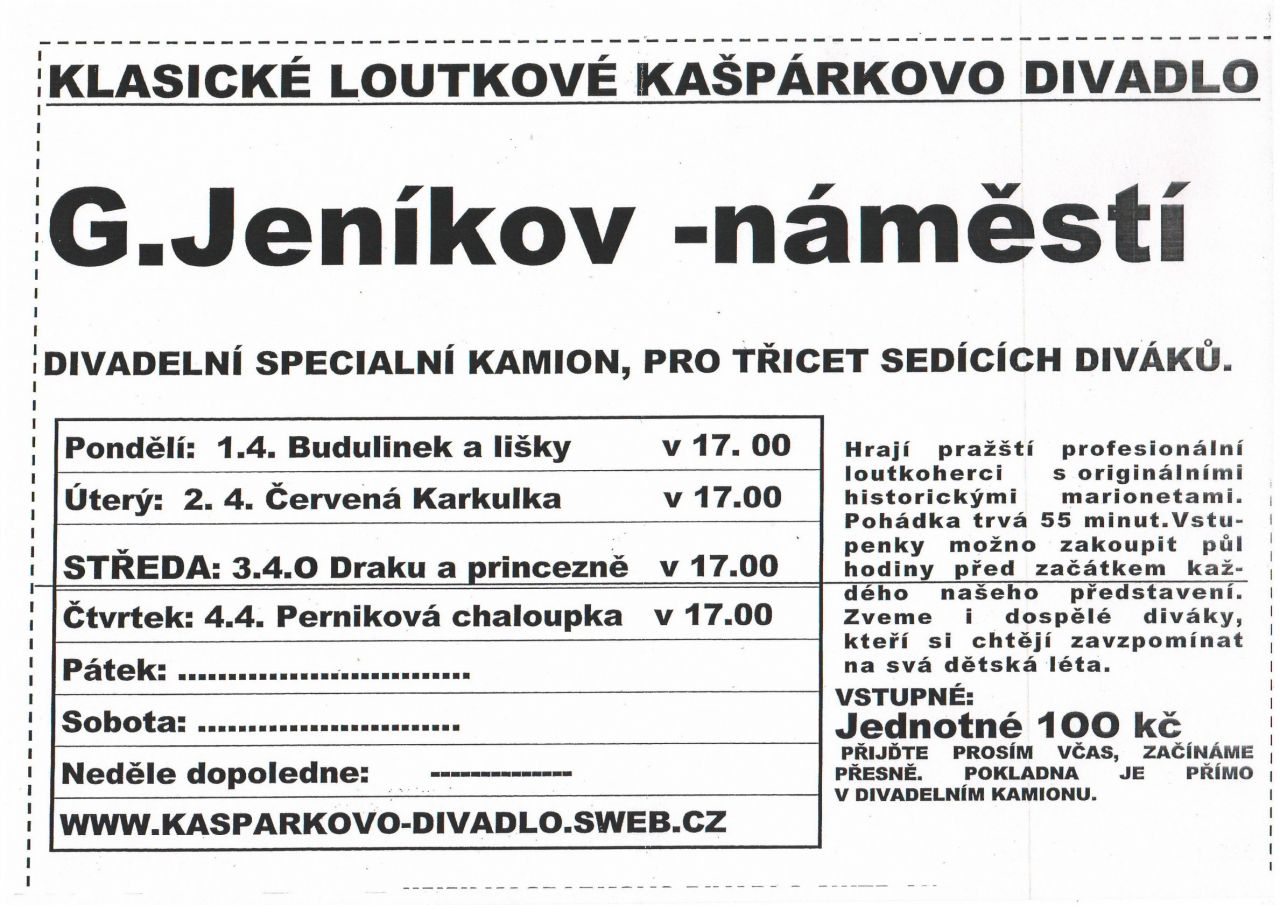 KLASICKÉ LOUTKOVÉ KAŠPÁRKOVO DIVADLO
G.Jeníkov -náměstí
DIVADELNÍ SPECIALNÍ KAMION, PRO TŘICET SEDÍCÍCH DIVÁKŮ.
Pondělí: 1.4. Budulinek a lišky v 17. 00
Úterý: 2. 4. Červená Karkulka v 17.00
STŘEDA: 3.4.O Draku a princezně v 17.00
Čtvrtek: 4.4. Perniková chaloupka v 17.00
Pátek: .............................
Sobota: ..........................
Neděle dopoledne: --------------
WWW.KASPARKOVO-DIVADLO.SWEB.CZ
Hrají pražští profesionální
loutkoherci s originálními
historickými marionetami.
Pohádka trvá 55 minut.Vstu-
penky možno zakoupit půl
hodiny před začátkem kaž-
dého našeho představení.
Zveme i dospělé diváky,
kteří si chtějí zavzpomínat
na svá dětská léta.
VSTUPNÉ:
Jednotné 100 kč
PŘIJĎTE PROSÍM VČAS, ZAČÍNÁME
PŘESNĚ. POKLADNA JE PŘÍMO
V DIVADELNÍM KAMIONU.